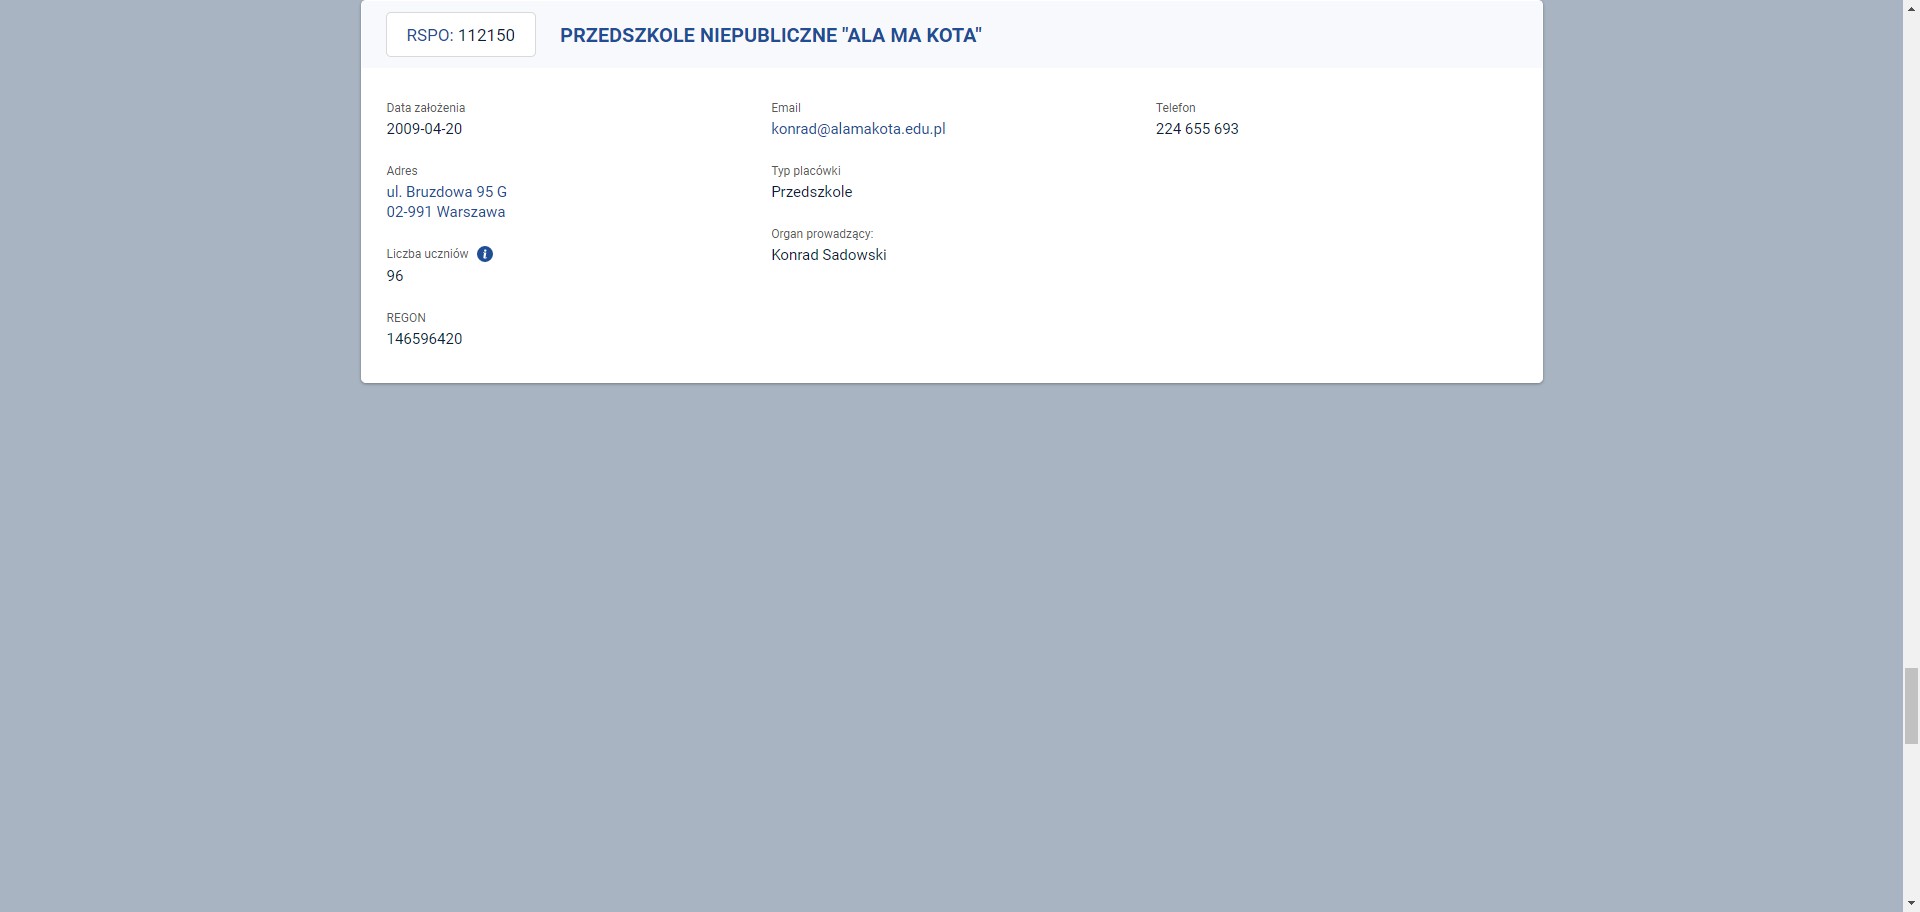 RSPO: 112150
PRZEDSZKOLE NIEPUBLICZNE "ALA MA KOTA"
Data założenia
2009-04-20
Adres
ul. Bruzdowa 95 G
02-991 Warszawa
Liczba uczniów i
96
REGON
146596420
Email
konrad@alamakota.edu.pl
Typ placówki
Przedszkole
Organ prowadzący:
Konrad Sadowski
Telefon
224 655 693